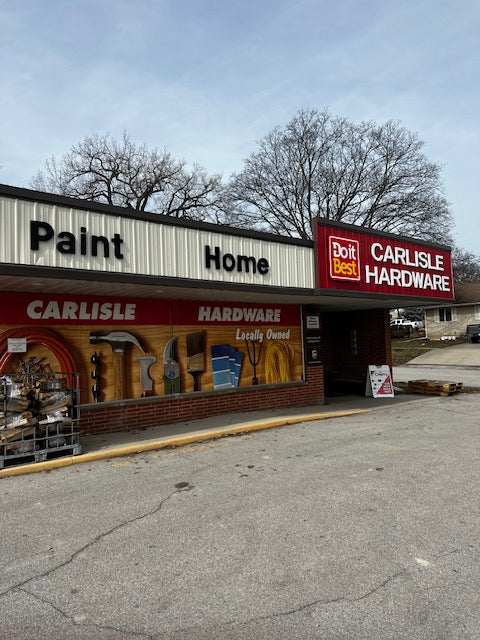 Paint Home
Do it
Best
CARLISLE
HARDWARE
CARLISLE HARDWARE
Locally Owned